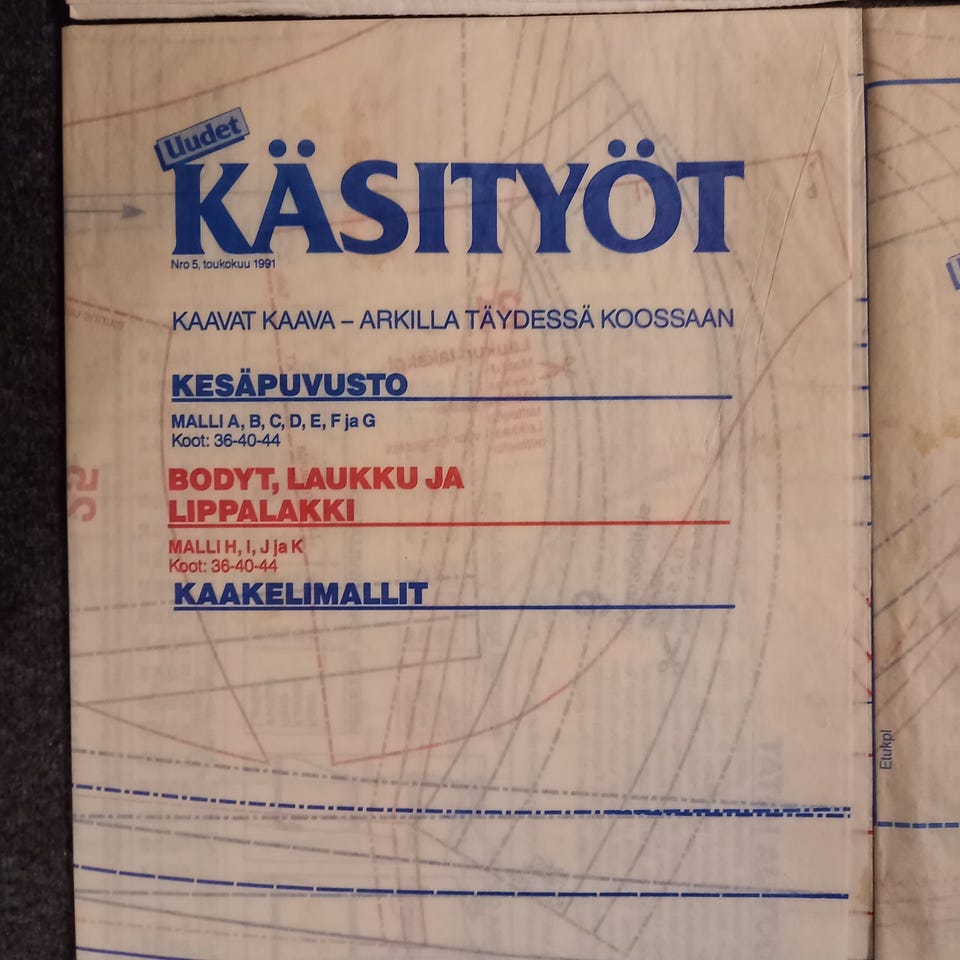 Uudet
KÄSITYÖT
Nro 5, toukokuu 1991
KAAVAT KAAVA – ARKILLA TÄYDESSÄ KOOSSAAN
KESÄPUVUSTO
MALLI A, B, C, D, E, F ja G
Koot: 36-40-44
BODYT, LAUKKU JA
LIPPALAKKI
MALLI H, I, J ja K
Koot: 36-40-44
KAAKELIMALLIT
Etukpl